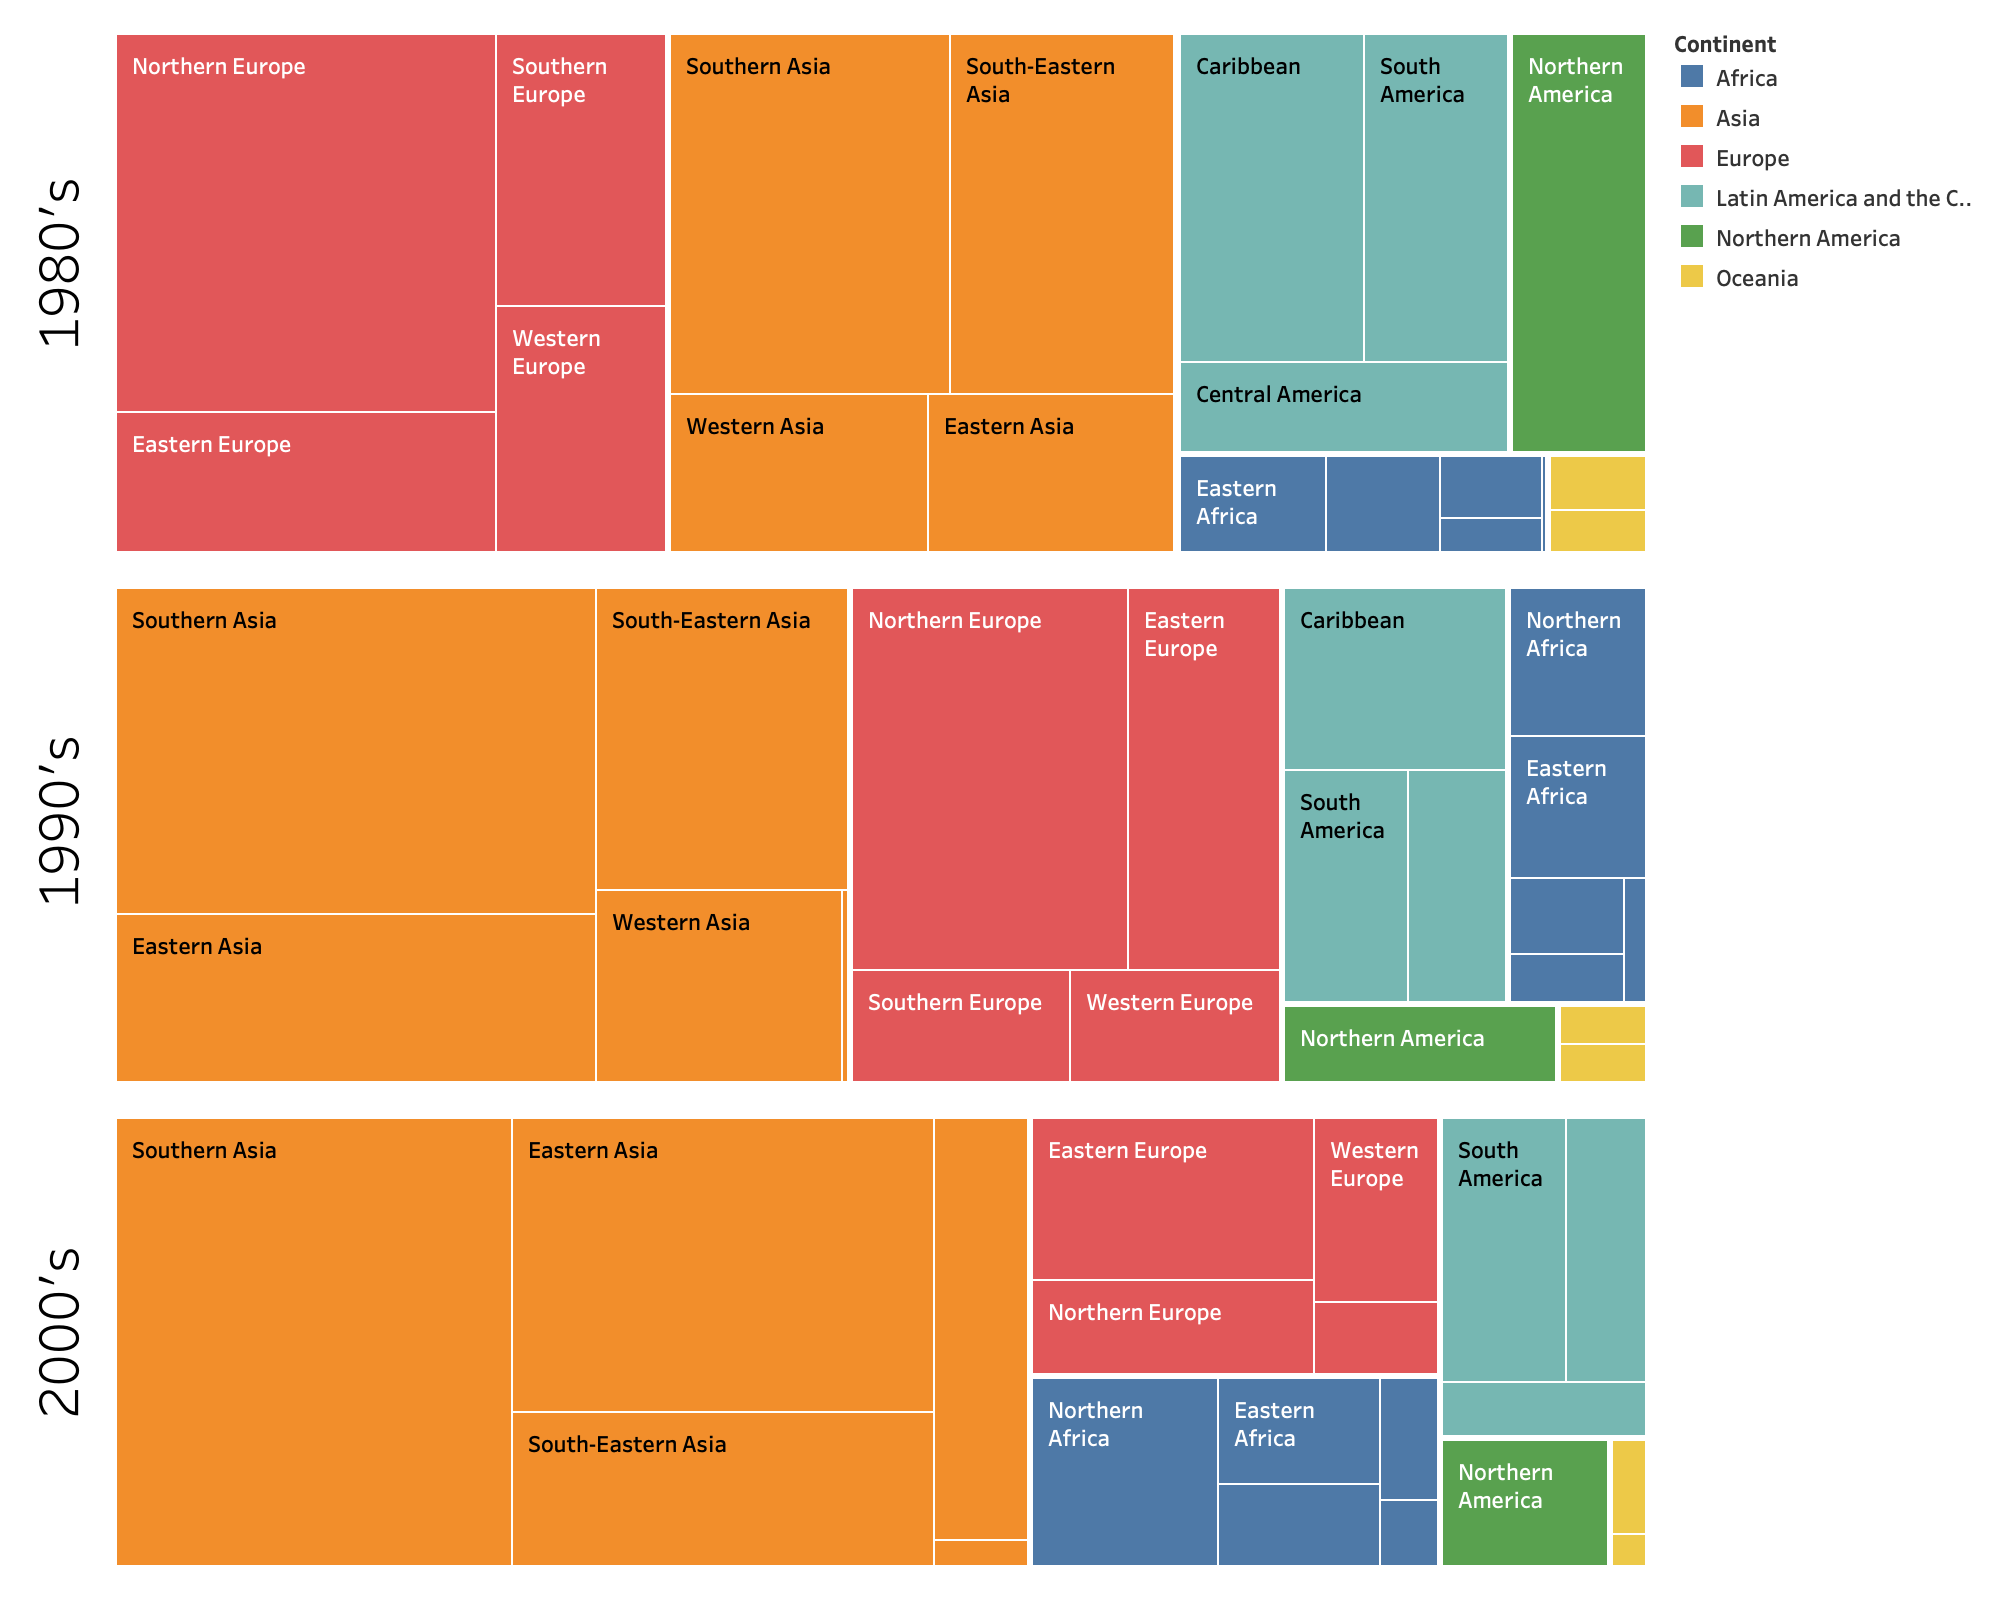 1980's
Northern Europe
Southern
Europe
Western
Europe
Eastern Europe
Southern Asia
South-Eastern
Asia
Western Asia
Eastern Asia
Caribbean
South
America
Central America
Northern
America
Eastern
Africa
Continent
Africa
Asia
Europe
Latin America and the C..
Northern America
Oceania
1990's
Southern Asia
South-Eastern Asia
Eastern Asia
Western Asia
Northern Europe
Eastern
Europe
Southern Europe
Western Europe
Caribbean
South
America
Northern
Africa
Eastern
Africa
Northern America
2000's
Southern Asia
Eastern Asia
South-Eastern Asia
Eastern Europe
Western
Europe
Northern Europe
Northern
Africa
Eastern
Africa
South
America
Northern
America